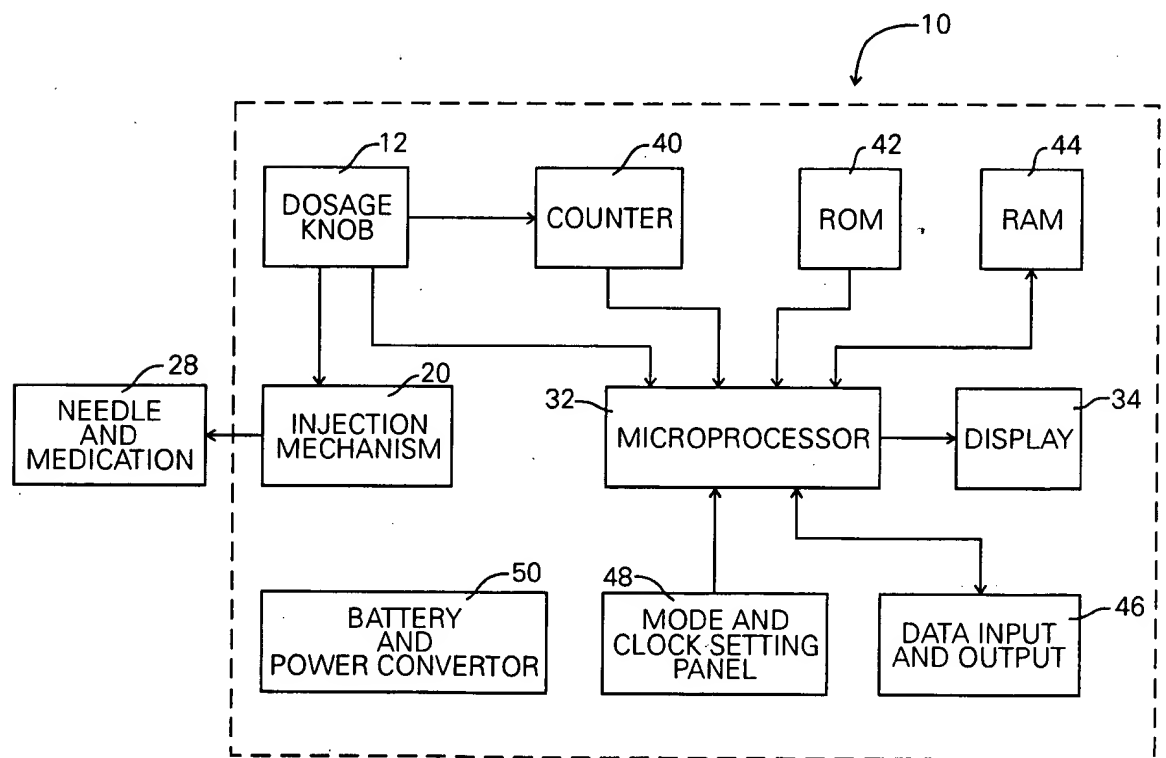 10
12
DOSAGE
KNOB
40
COUNTER
42
ROM
44
RAM
28
NEEDLE
AND
MEDICATION
20
INJECTION
MECHANISM
32
MICROPROCESSOR
34
DISPLAY
50
BATTERY
AND
POWER CONVERTOR
48
MODE AND
CLOCK SETTING
PANEL
46
DATA INPUT
AND OUTPUT